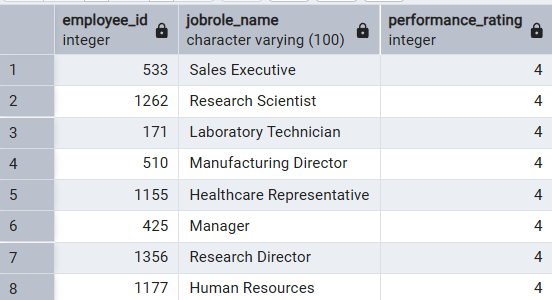 employee_id jobrole_name performance_rating
integer character varying (100) integer
1 533 Sales Executive 4
2 1262 Research Scientist 4
3 171 Laboratory Technician 4
4 510 Manufacturing Director 4
5 1155 Healthcare Representative 4
6 425 Manager 4
7 1356 Research Director 4
8 1177 Human Resources 4